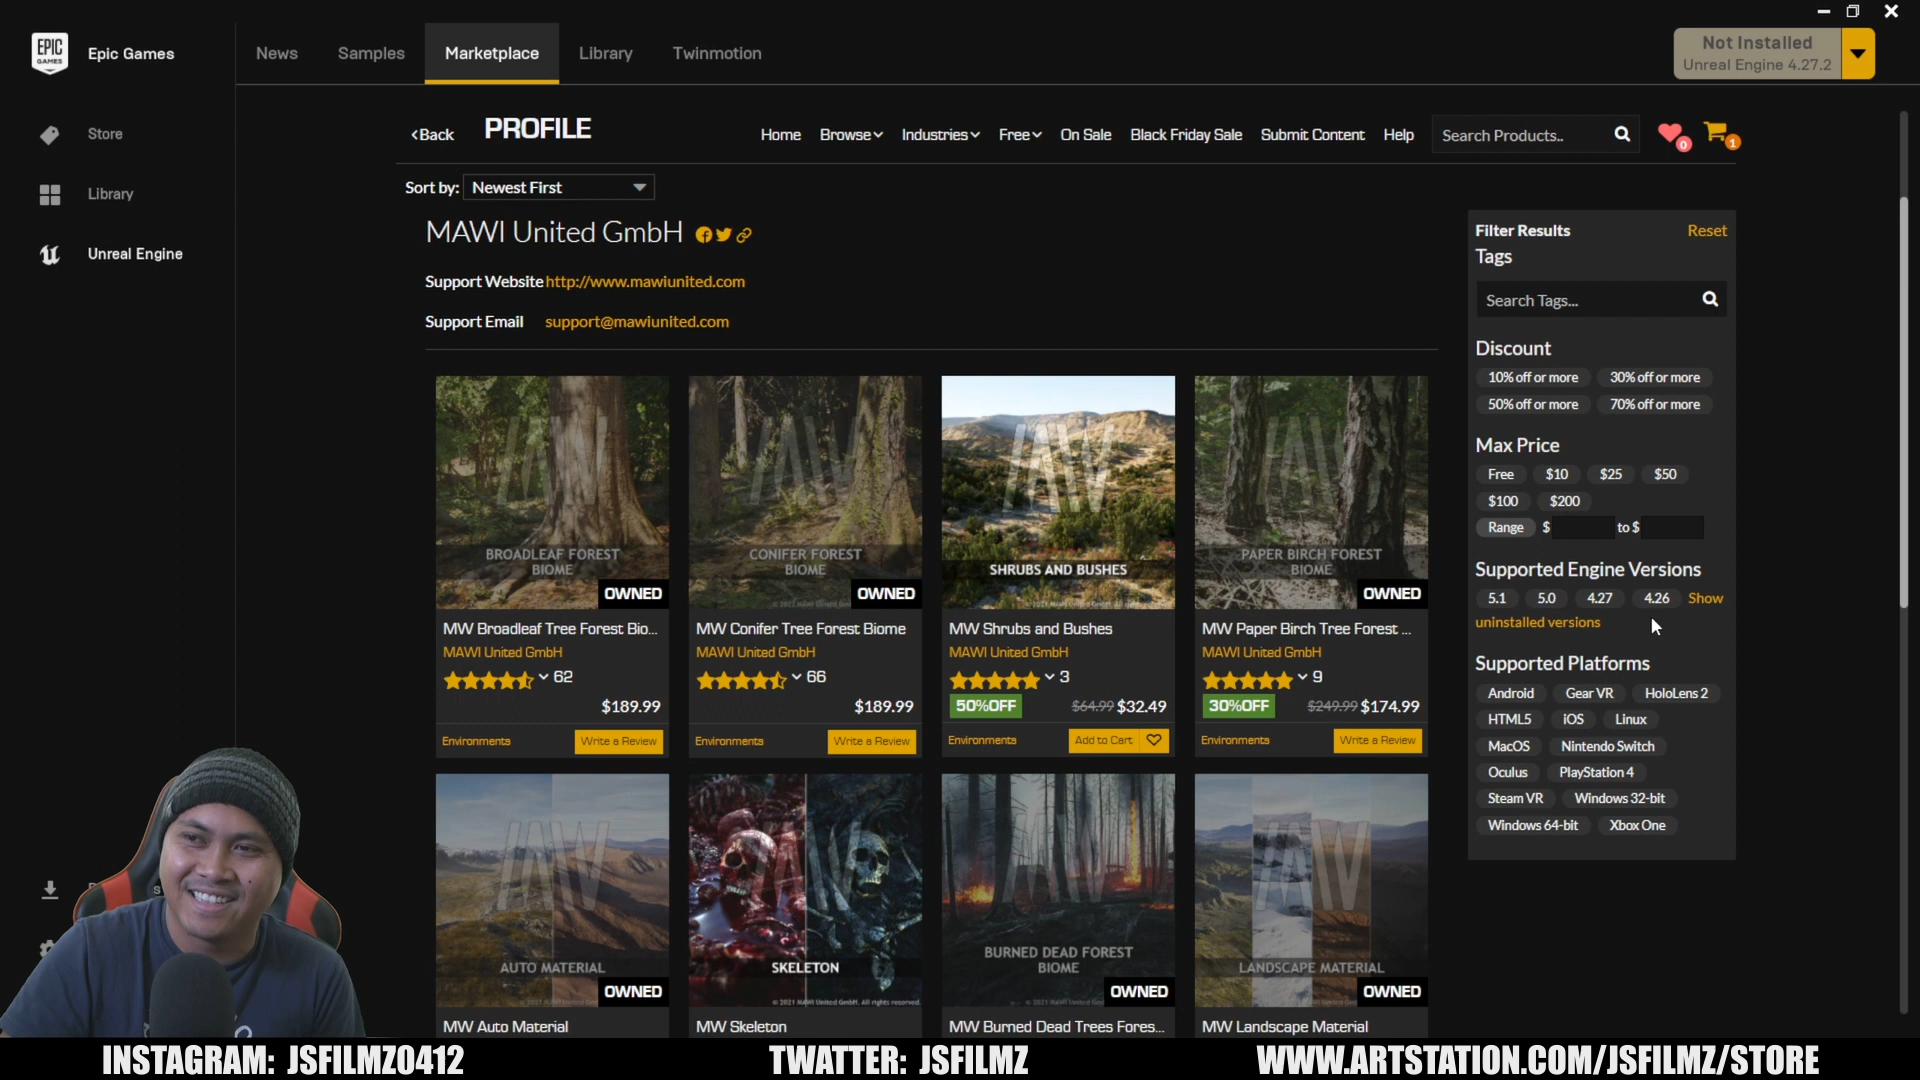 EPIC GAMES
Epic Games
News
Samples
Marketplace
Library
Twinmotion
Not Installed
Unreal Engine 4.27.2
Store
Library
Unreal Engine
Back
PROFILE
Home
Browse
Industries
Free
On Sale
Black Friday Sale
Submit Content
Help
Search Products..
0
1
Sort by:
Newest First
MAWI United GmbH
Support Website http://www.mawiunited.com
Support Email support@mawiunited.com
BROADLEAF FOREST
BIOME
OWNED
MW Broadleaf Tree Forest Bio...
MAWI United GmbH
62
$189.99
Environments
Write a Review
CONIFER FOREST
BIOME
OWNED
MW Conifer Tree Forest Biome
MAWI United GmbH
66
$189.99
Environments
Write a Review
SHRUBS AND BUSHES
MW Shrubs and Bushes
MAWI United GmbH
3
50%OFF
$64.99 $32.49
Environments
Add to Cart
PAPER BIRCH FOREST
BIOME
OWNED
MW Paper Birch Tree Forest ...
MAWI United GmbH
9
30%OFF
$249.99 $174.99
Environments
Write a Review
AUTO MATERIAL
OWNED
MW Auto Material
SKELETON
© 2021 MAWI United GmbH. All rights reserved.
MW Skeleton
BURNED DEAD FOREST
BIOME
OWNED
MW Burned Dead Trees Fores...
LANDSCAPE MATERIAL
OWNED
MW Landscape Material
Filter Results
Reset
Tags
Search Tags...
Discount
10% off or more
30% off or more
50% off or more
70% off or more
Max Price
Free
$10
$25
$50
$100
$200
Range
$
to $
Supported Engine Versions
5.1
5.0
4.27
4.26
Show
uninstalled versions
Supported Platforms
Android
Gear VR
HoloLens 2
HTML5
iOS
Linux
MacOS
Nintendo Switch
Oculus
PlayStation 4
Steam VR
Windows 32-bit
Windows 64-bit
Xbox One
INSTAGRAM: JSFILMZ0412
TWATTER: JSFILMZ
WWW.ARTSTATION.COM/JSFILMZ/STORE